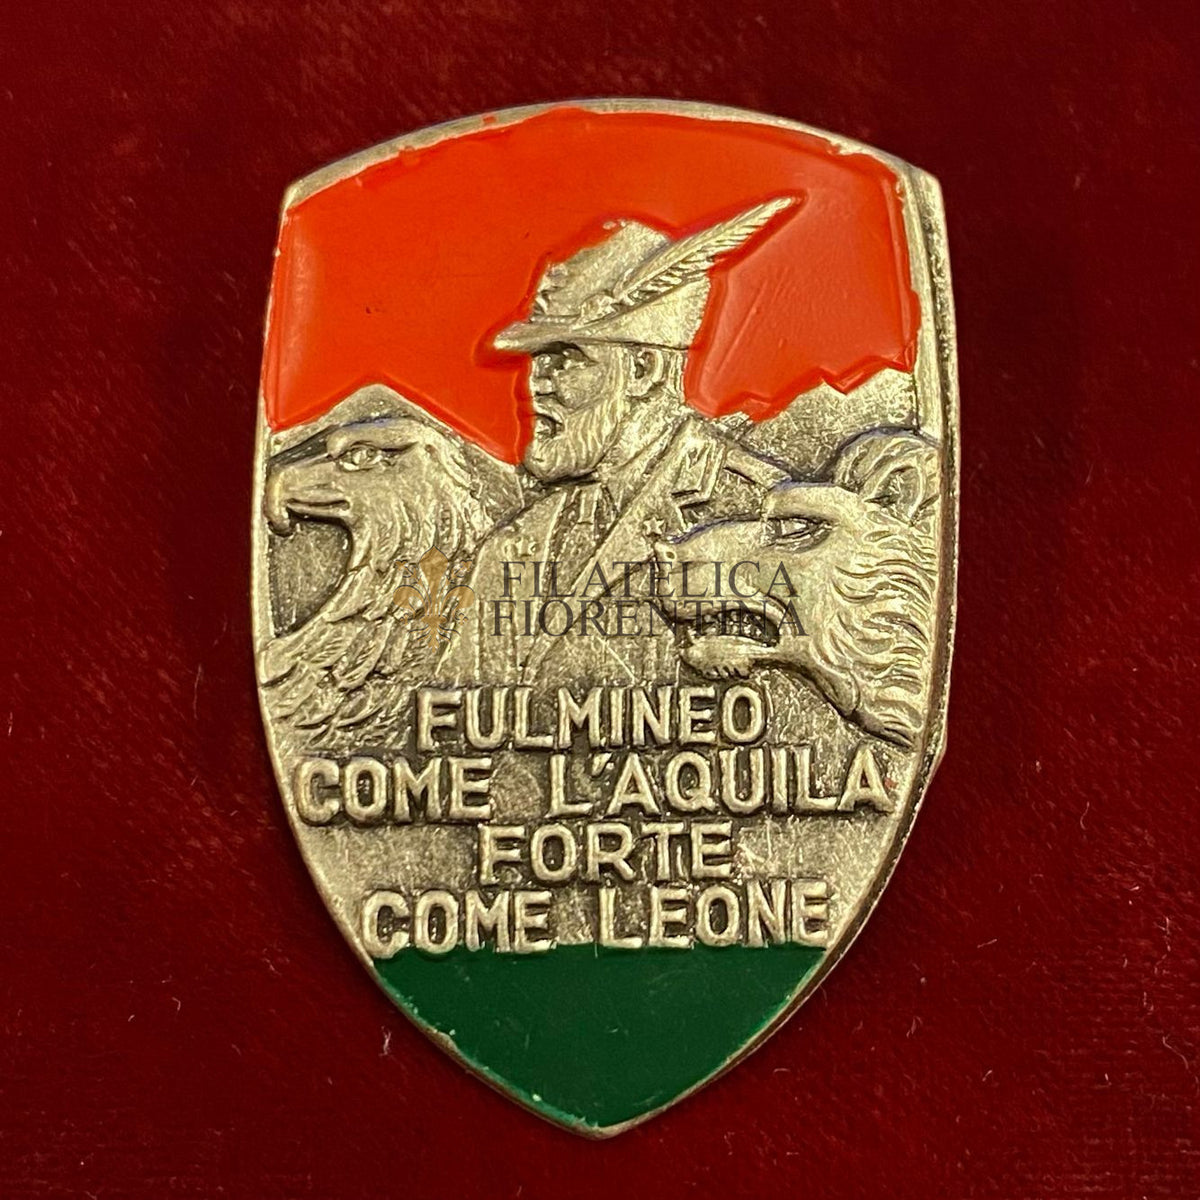 FILATELICA
FIORENTINA
FULMINEO
COME L'AQUILA
FORTE
COME LEONE